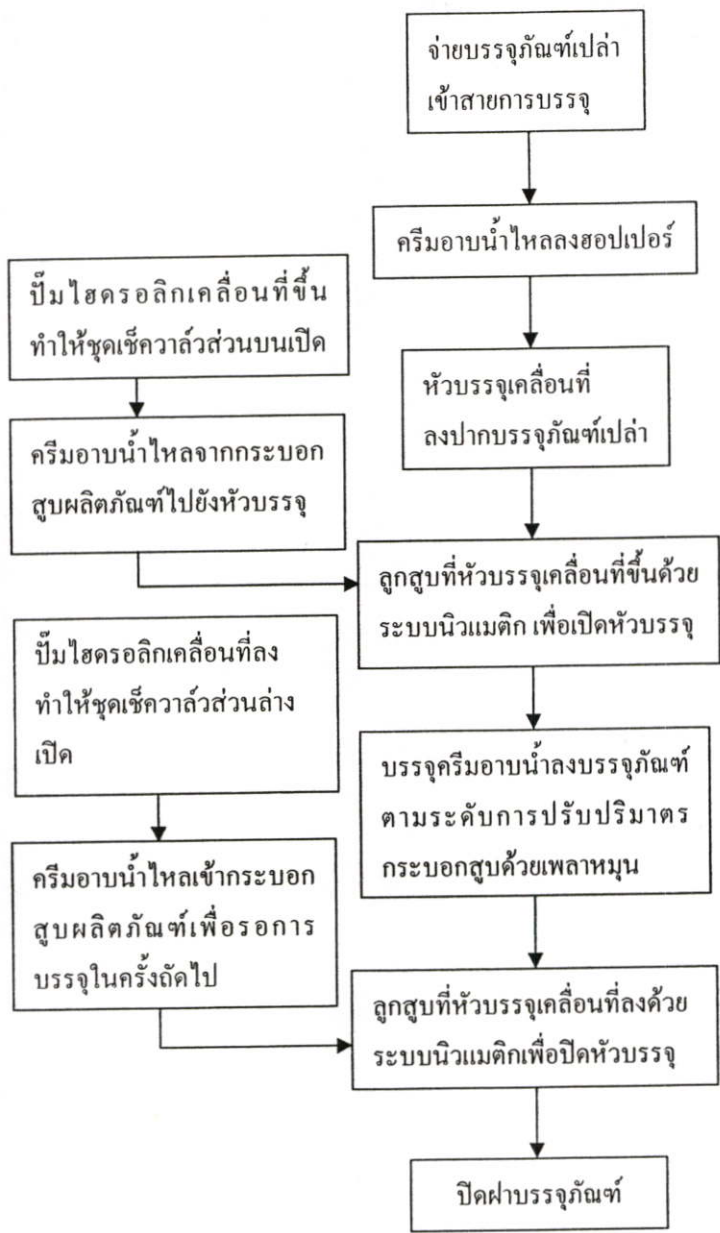 จ่ายบรรจุภัณฑ์เปล่า
เข้าสายการบรรจุ
ครีมอาบน้ำไหลลงฮอปเปอร์
ปั๊มไฮดรอลิกเคลื่อนที่ขึ้น
ทำให้ชุดเช็ควาล์วส่วนบนเปิด
หัวบรรจุเคลื่อนที่
ลงปากบรรจุภัณฑ์เปล่า
ครีมอาบน้ำไหลจากกระบอก
สูบผลิตภัณฑ์ไปยังหัวบรรจุ
ลูกสูบที่หัวบรรจุเคลื่อนที่ขึ้นด้วย
ระบบนิวแมติก เพื่อเปิดหัวบรรจุ
ปั๊มไฮดรอลิกเคลื่อนที่ลง
ทำให้ชุดเช็ควาล์วส่วนล่าง
เปิด
บรรจุครีมอาบน้ำลงบรรจุภัณฑ์
ตามระดับการปรับปริมาตร
กระบอกสูบด้วยเพลาหมุน
ครีมอาบน้ำไหลเข้ากระบอก
สูบผลิตภัณฑ์เพื่อรอการ
บรรจุในครั้งถัดไป
ลูกสูบที่หัวบรรจุเคลื่อนที่ลงด้วย
ระบบนิวแมติกเพื่อปิดหัวบรรจุ
ปิดฝาบรรจุภัณฑ์